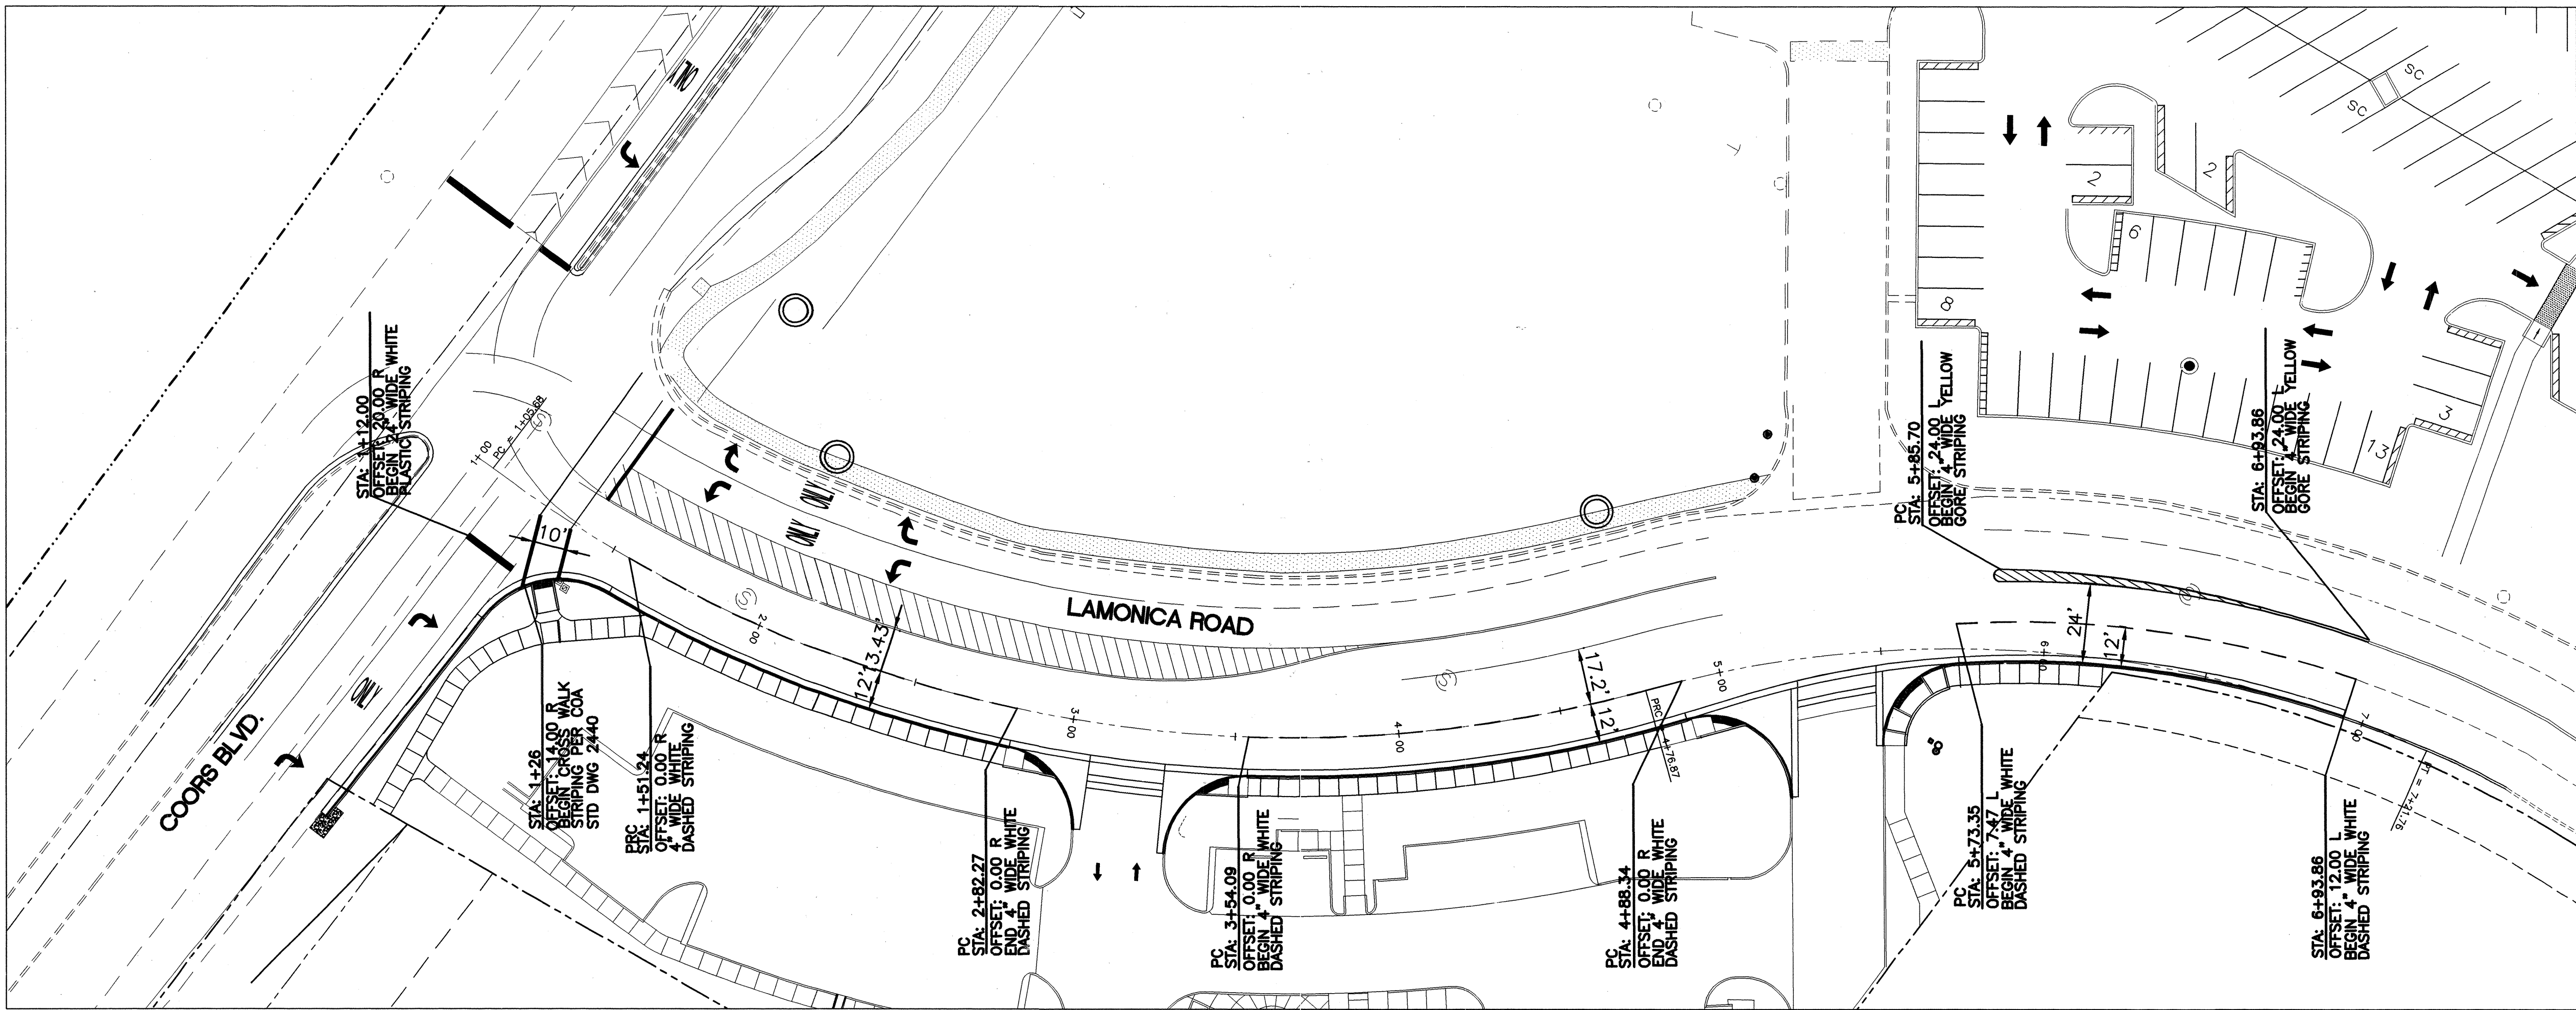 ONLY
SC
SC
2
2
6
8
3
13
STA: 1+12.00
OFFSET: 20.00 R
BEGIN 24" WIDE WHITE
PLASTIC STRIPING
1+00
PC = 1+05.68
ONLY
ONLY
PC
STA: 5+85.70
OFFSET: 24.00 L
BEGIN 4" WIDE YELLOW
GORE STRIPING
STA: 6+93.86
OFFSET: 24.00 L
BEGIN 4" WIDE YELLOW
GORE STRIPING
10'
S
S
S
S
2+00
12'
13.43'
LAMONICA ROAD
17.2'
12'
24'
12'
3+00
4+00
5+00
6+00
7+00
PRC
4+76.87
PT = 7+21.76
COORS BLVD.
ONLY
STA: 1+26
OFFSET: 14.00 R
BEGIN CROSS WALK
STRIPING PER COA
STD DWG 2440
PRC
STA: 1+51.24
OFFSET: 0.00 R
4" WIDE WHITE
DASHED STRIPING
PC
STA: 2+82.27
OFFSET: 0.00 R
END 4" WIDE WHITE
DASHED STRIPING
PC
STA: 3+54.09
OFFSET: 0.00 R
BEGIN 4" WIDE WHITE
DASHED STRIPING
PC
STA: 4+88.34
OFFSET: 0.00 R
END 4" WIDE WHITE
DASHED STRIPING
PC
STA: 5+73.35
OFFSET: 7.47 L
BEGIN 4" WIDE WHITE
DASHED STRIPING
STA: 6+93.86
OFFSET: 12.00 L
BEGIN 4" WIDE WHITE
DASHED STRIPING